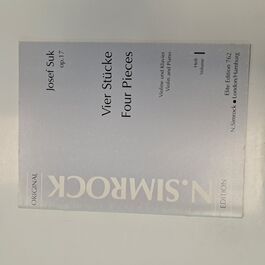 Josef Suk
op. 17
Vier Stücke
Four Pieces
Violine und Klavier
Violin and Piano
Heft
Volume I
Elite Edition 762
N. Simrock • London/Hamburg
ORIGINAL
N.SIMROCK
EDITION